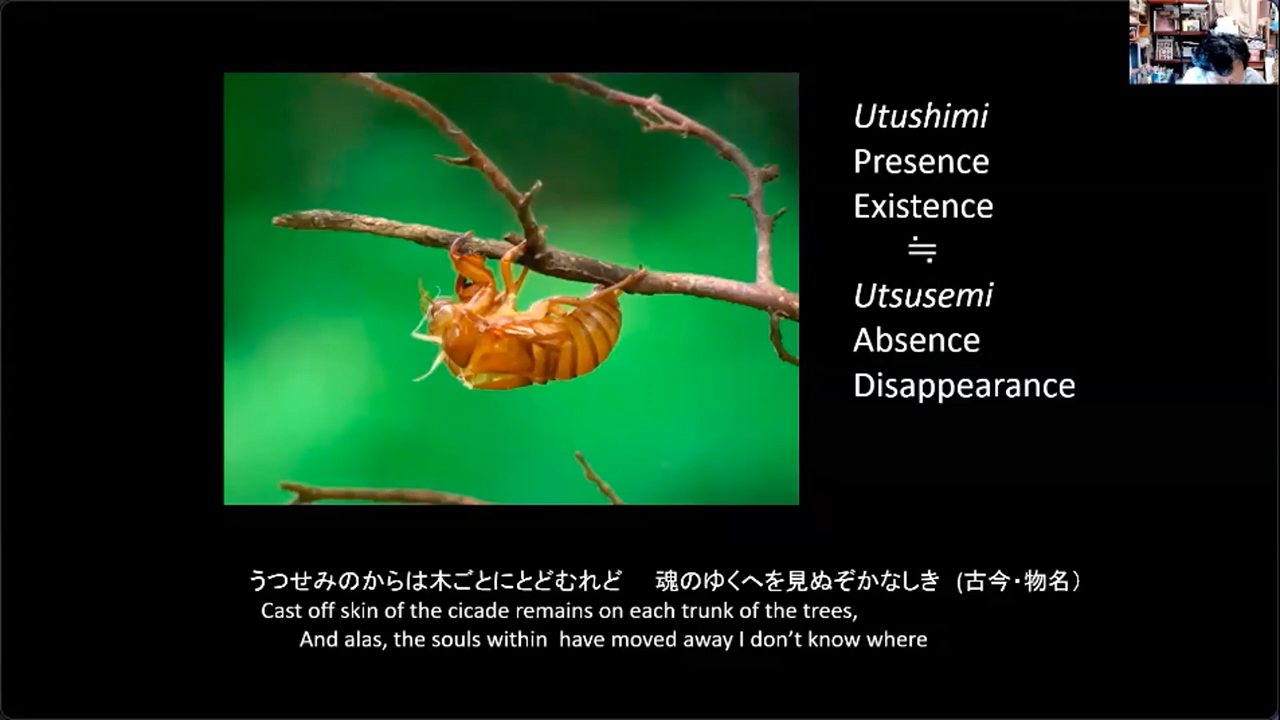 Utushimi
Presence
Existence
≒
Utsusemi
Absence
Disappearance
うつせみのからは木ごとにとどむれど　魂のゆくへを見ぬぞかなしき (古今・物名）
Cast off skin of the cicade remains on each trunk of the trees,
And alas, the souls within have moved away I don’t know where